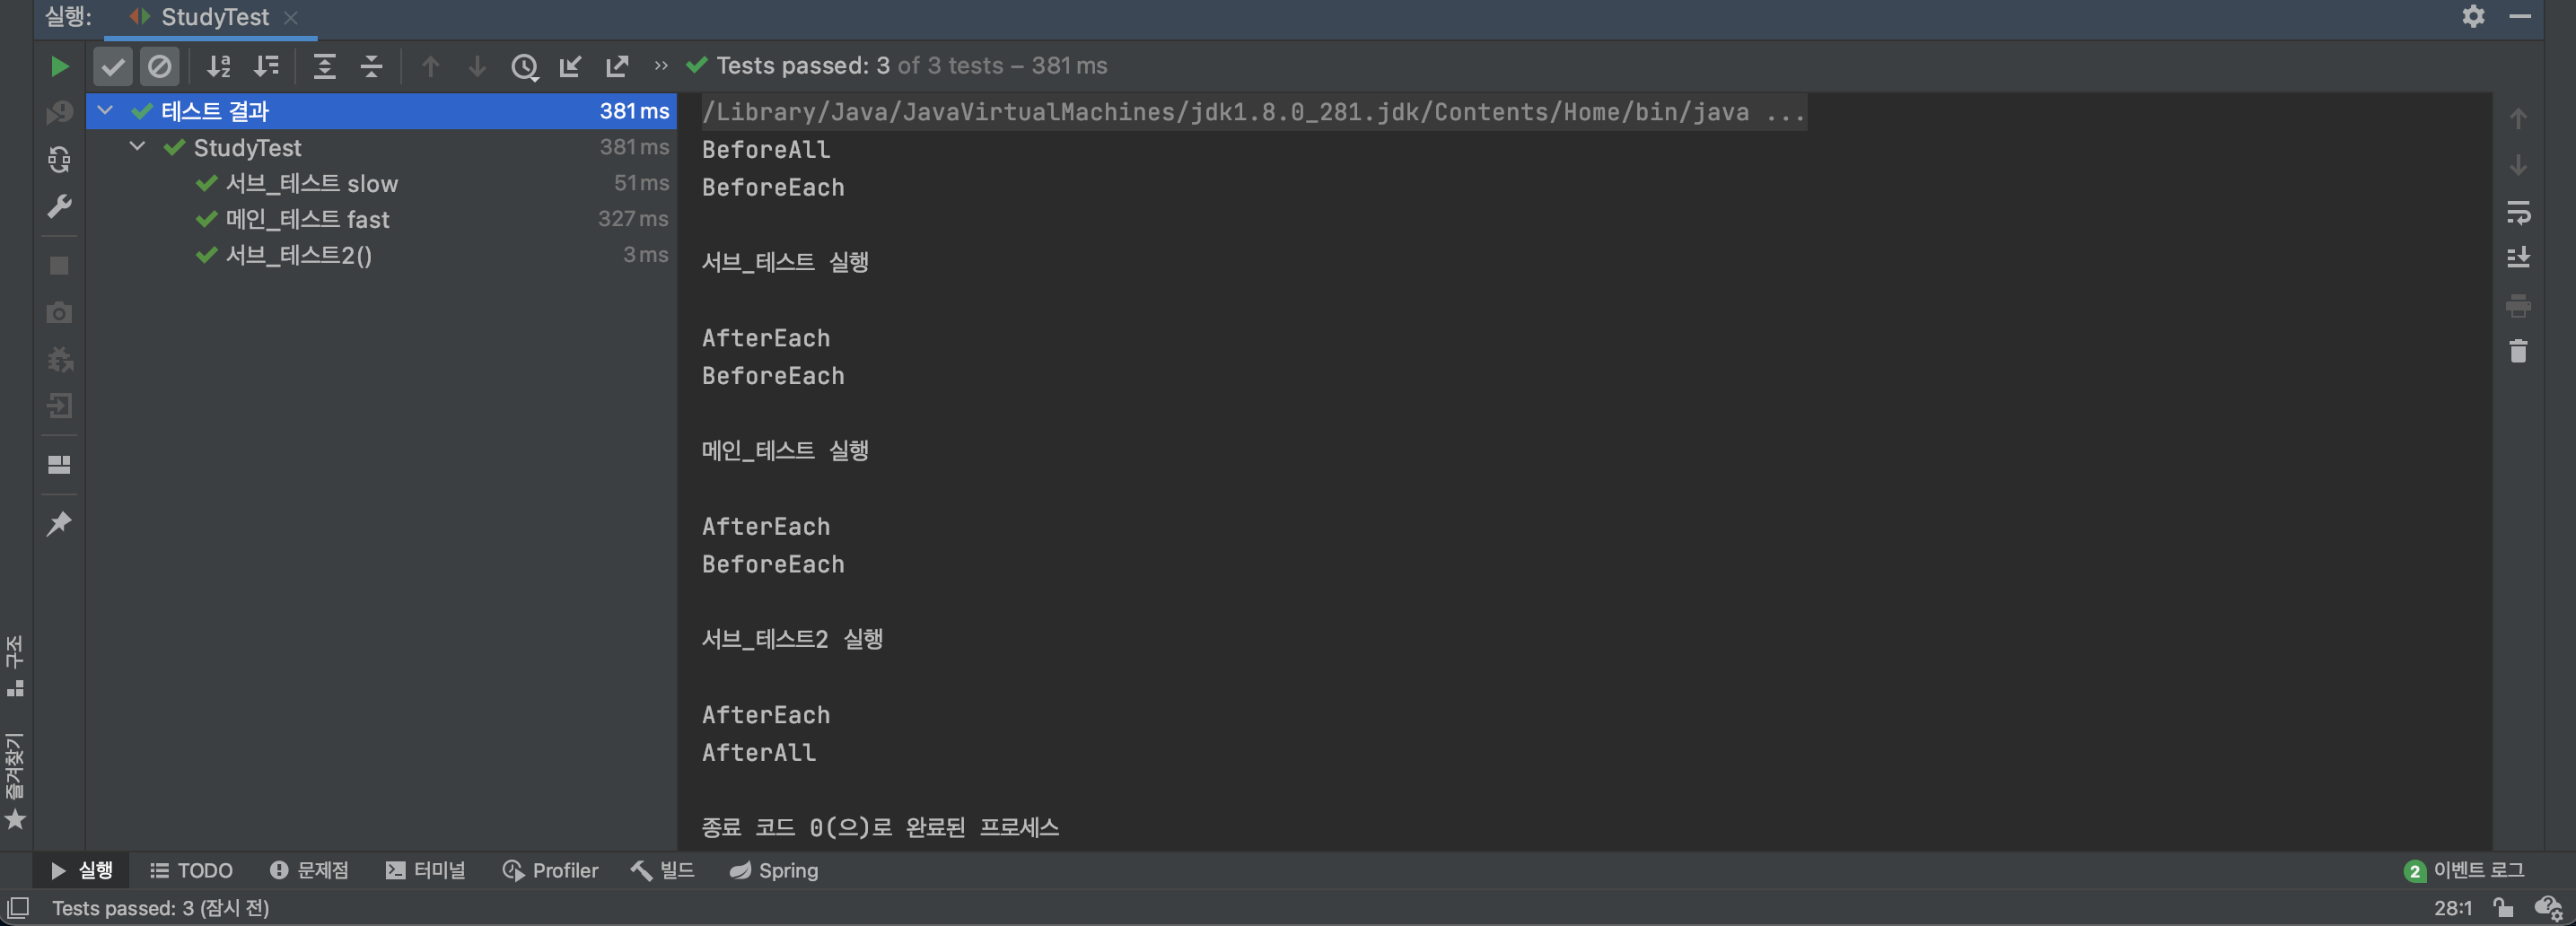 실행: StudyTest
Tests passed: 3 of 3 tests – 381 ms
테스트 결과 381 ms
StudyTest 381 ms
서브_테스트 slow 51 ms
메인_테스트 fast 327 ms
서브_테스트2() 3 ms
/Library/Java/JavaVirtualMachines/jdk1.8.0_281.jdk/Contents/Home/bin/java ...
BeforeAll
BeforeEach
서브_테스트 실행
AfterEach
BeforeEach
메인_테스트 실행
AfterEach
BeforeEach
서브_테스트2 실행
AfterEach
AfterAll
종료 코드 0(으)로 완료된 프로세스
구조
즐겨찾기
실행 TODO 문제점 터미널 Profiler 빌드 Spring 2 이벤트 로그
Tests passed: 3 (잠시 전) 28:1